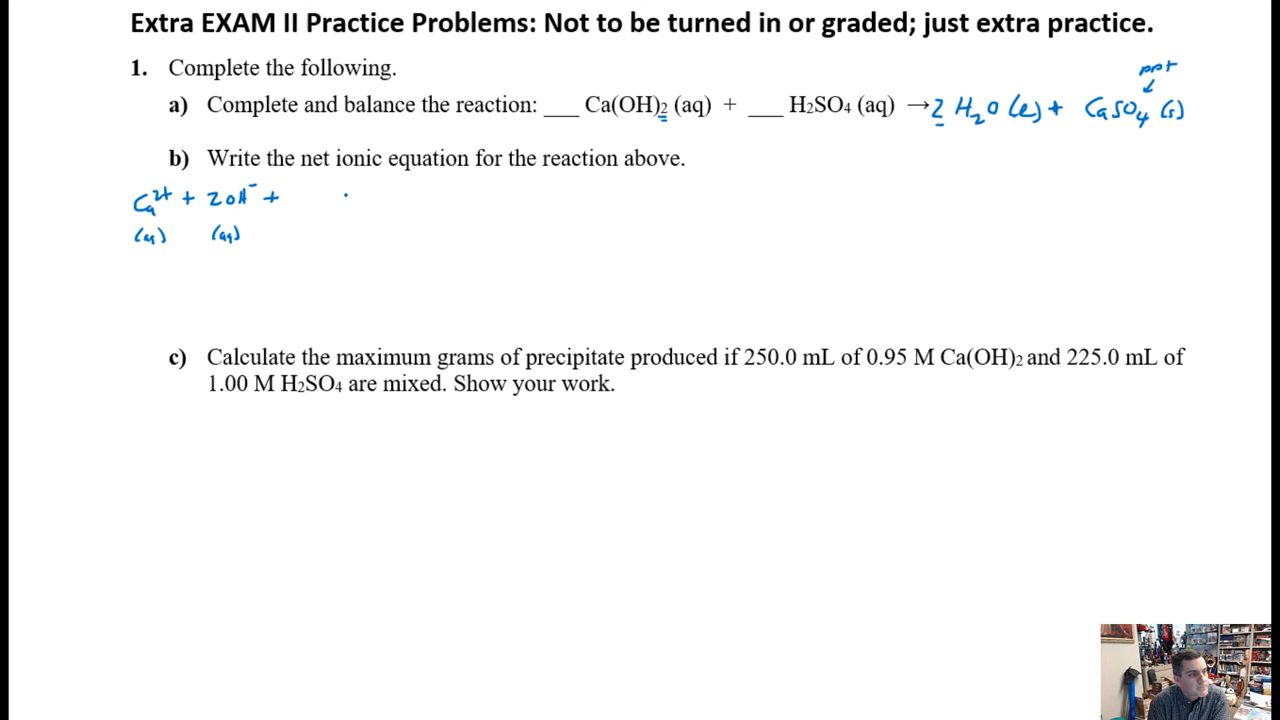 Extra EXAM II Practice Problems: Not to be turned in or graded; just extra practice.
1. Complete the following.
ppt
↓
a) Complete and balance the reaction: ___ Ca(OH)₂ (aq) + ___ H₂SO₄ (aq) → 2 H₂O (l) + CaSO₄ (s)
b) Write the net ionic equation for the reaction above.
Ca²⁺ + 2OH⁻ +
(aq) (aq)
c) Calculate the maximum grams of precipitate produced if 250.0 mL of 0.95 M Ca(OH)₂ and 225.0 mL of
1.00 M H₂SO₄ are mixed. Show your work.